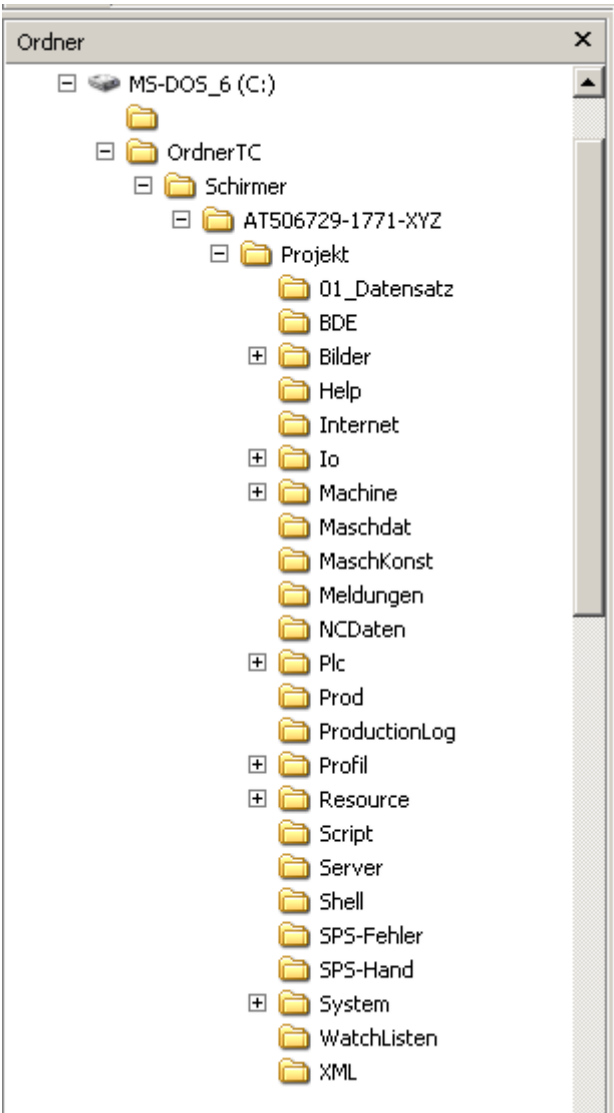 Ordner
MS-DOS_6 (C:)
OrdnerTC
Schirmer
AT506729-1771-XYZ
Projekt
01_Datensatz
BDE
Bilder
Help
Internet
Io
Machine
Maschdat
MaschKonst
Meldungen
NCDaten
Plc
Prod
ProductionLog
Profil
Resource
Script
Server
Shell
SPS-Fehler
SPS-Hand
System
WatchListen
XML